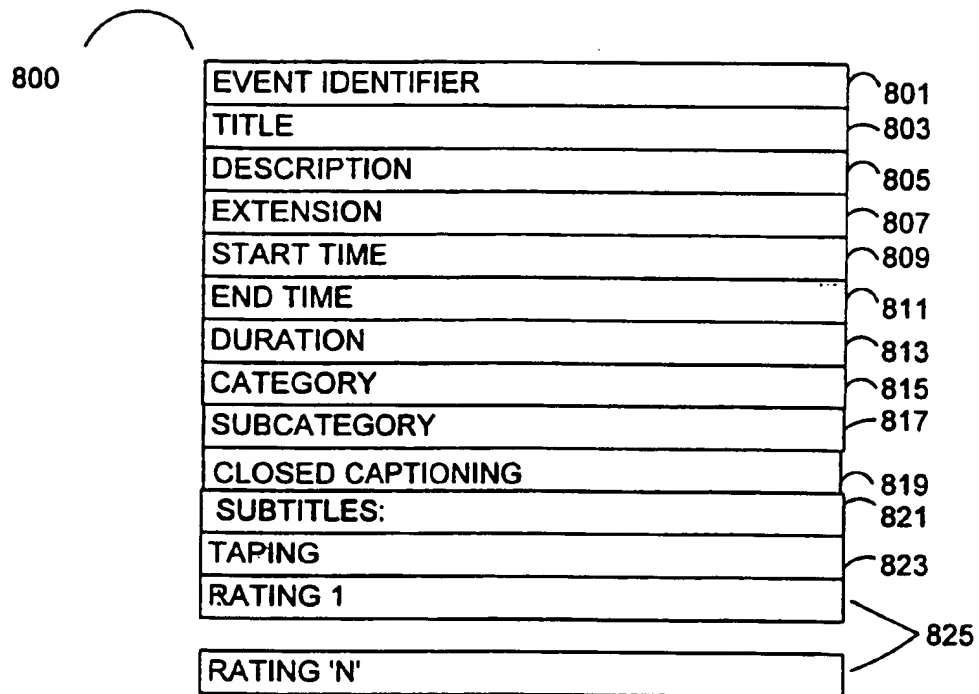 800
EVENT IDENTIFIER 801
TITLE 803
DESCRIPTION 805
EXTENSION 807
START TIME 809
END TIME 811
DURATION 813
CATEGORY 815
SUBCATEGORY 817
CLOSED CAPTIONING 819
SUBTITLES: 821
TAPING 823
RATING 1
825
RATING 'N'